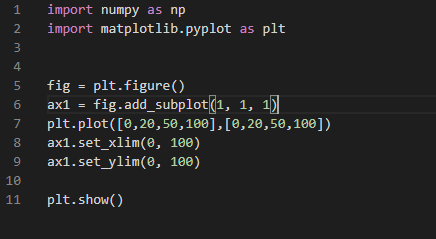 1 import numpy as np
2 import matplotlib.pyplot as plt
3
4
5 fig = plt.figure()
6 ax1 = fig.add_subplot(1, 1, 1)
7 plt.plot([0,20,50,100],[0,20,50,100])
8 ax1.set_xlim(0, 100)
9 ax1.set_ylim(0, 100)
10
11 plt.show()